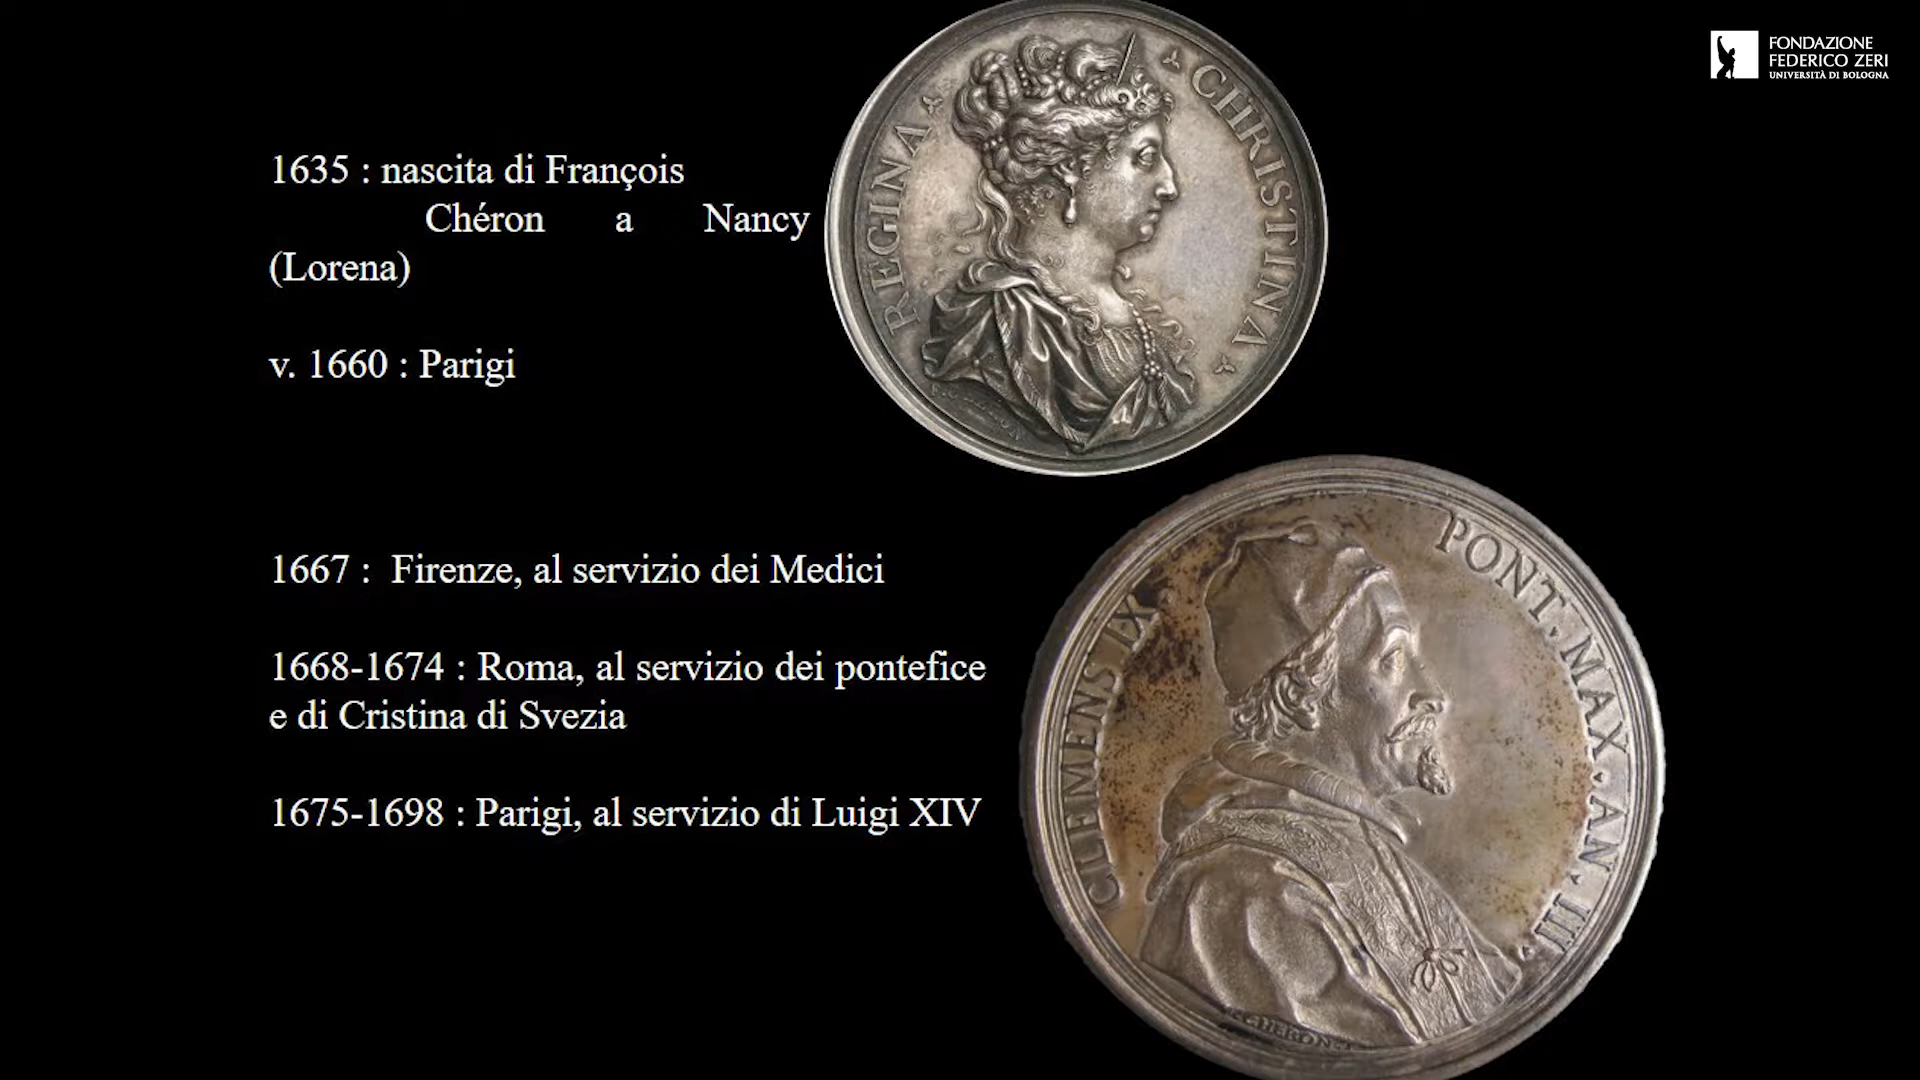 FONDAZIONE
FEDERICO ZERI
UNIVERSITÀ DI BOLOGNA
1635 : nascita di François
Chéron a Nancy
(Lorena)
v. 1660 : Parigi
1667 : Firenze, al servizio dei Medici
1668-1674 : Roma, al servizio dei pontefice
e di Cristina di Svezia
1675-1698 : Parigi, al servizio di Luigi XIV
REGINA CHRISTINA
CLEMENS IX PONT. MAX · AN · III ·
CHERON